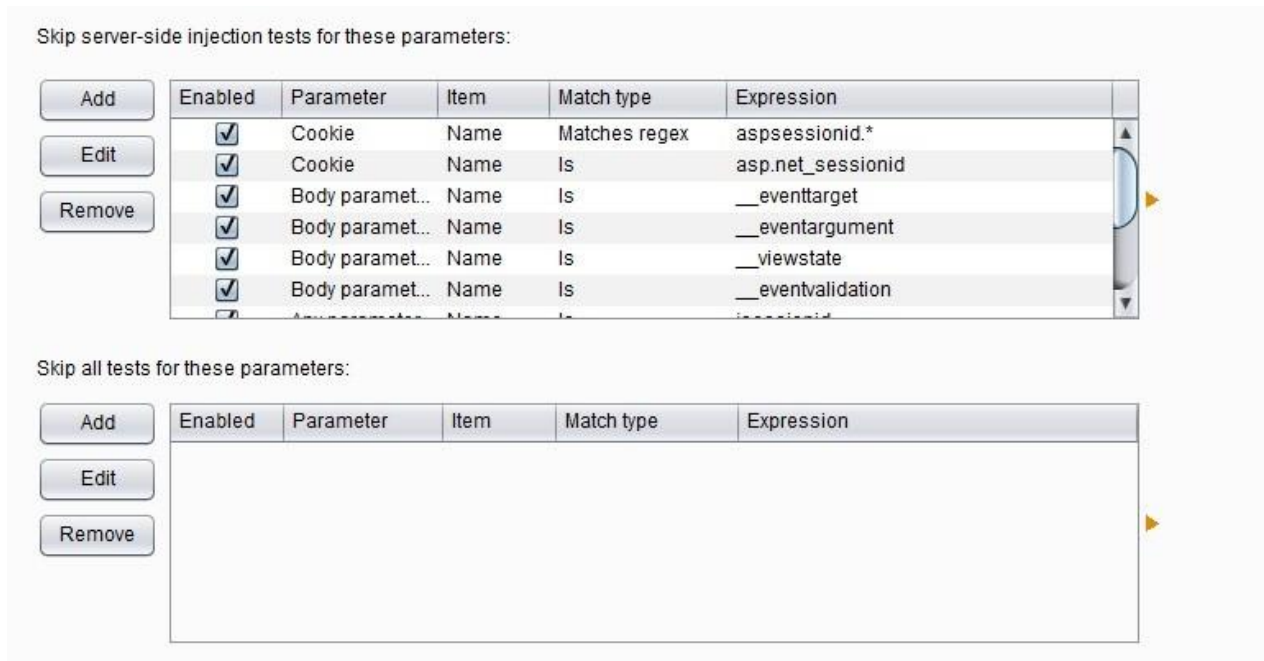 Skip server-side injection tests for these parameters:
Add
Edit
Remove
Enabled Parameter Item Match type Expression
Cookie Name Matches regex aspsessionid.*
Cookie Name Is asp.net_sessionid
Body paramet... Name Is __eventtarget
Body paramet... Name Is __eventargument
Body paramet... Name Is __viewstate
Body paramet... Name Is __eventvalidation
Skip all tests for these parameters:
Add
Edit
Remove
Enabled Parameter Item Match type Expression